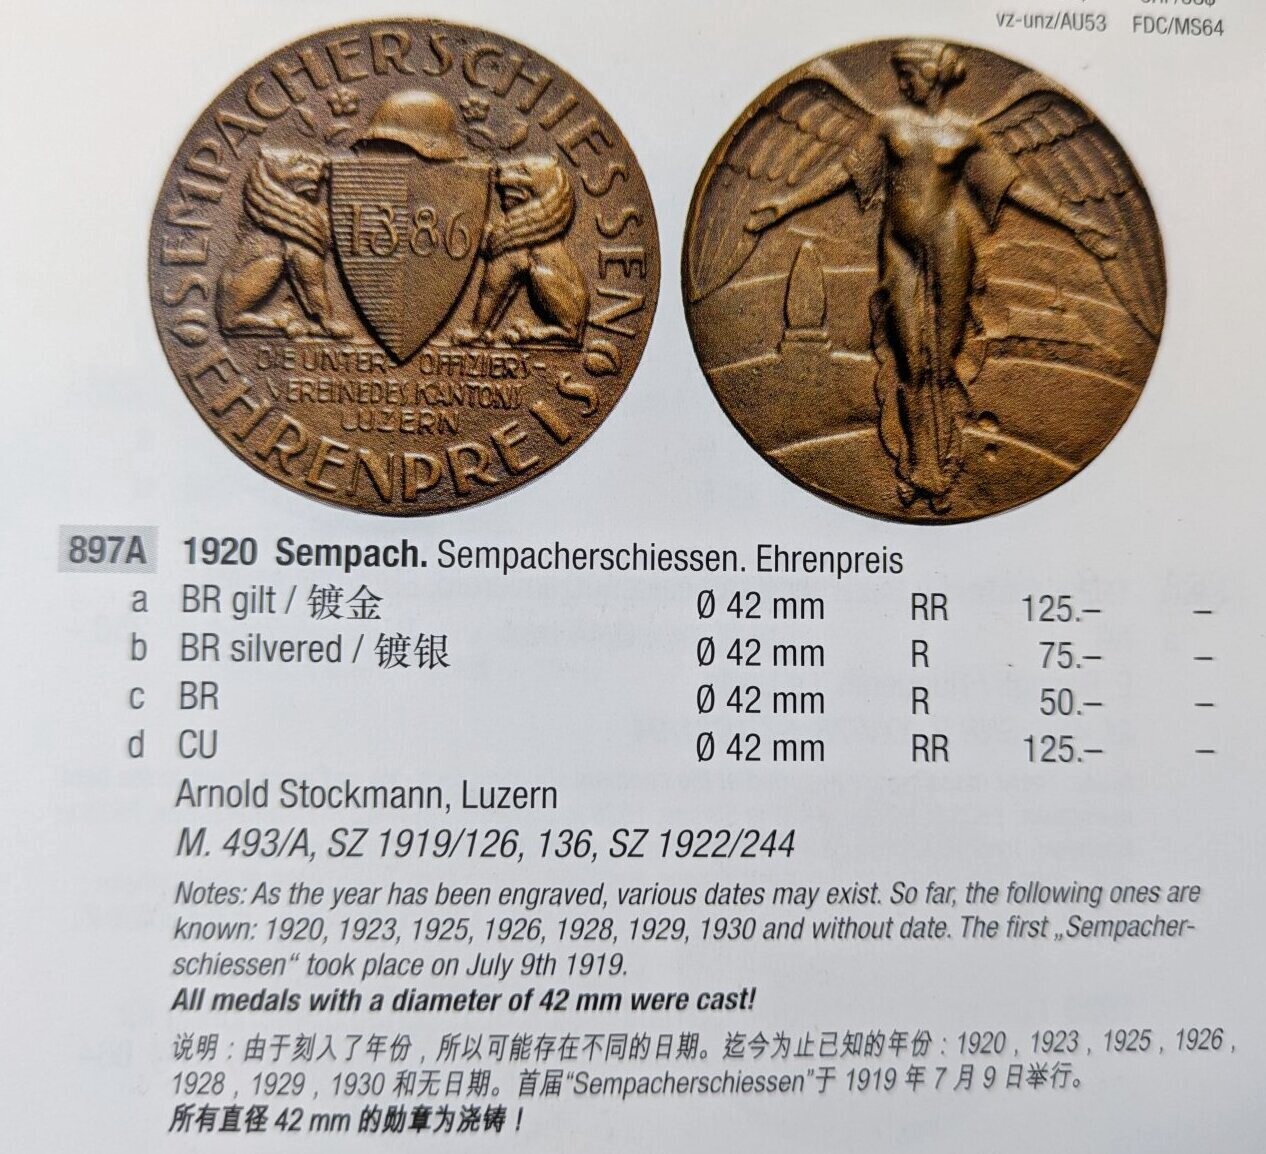 vz-unz/AU53 FDC/MS64
SEMPACHERSCHIESSEN
1386
DIE UNTER-OFFIZIERS-
VEREINE DES KANTONS
LUZERN
EHRENPREIS
897A 1920 Sempach. Sempacherschiessen. Ehrenpreis
a BR gilt / 镀金 Ø 42 mm RR 125.– –
b BR silvered / 镀银 Ø 42 mm R 75.– –
c BR Ø 42 mm R 50.– –
d CU Ø 42 mm RR 125.– –
Arnold Stockmann, Luzern
M. 493/A, SZ 1919/126, 136, SZ 1922/244
Notes: As the year has been engraved, various dates may exist. So far, the following ones are
known: 1920, 1923, 1925, 1926, 1928, 1929, 1930 and without date. The first „Sempacher-
schiessen“ took place on July 9th 1919.
All medals with a diameter of 42 mm were cast!
说明：由于刻入了年份，所以可能存在不同的日期。迄今为止已知的年份：1920，1923，1925，1926，
1928，1929，1930 和无日期。首届“Sempacherschiessen”于 1919 年 7 月 9 日举行。
所有直径 42 mm 的勋章为浇铸！